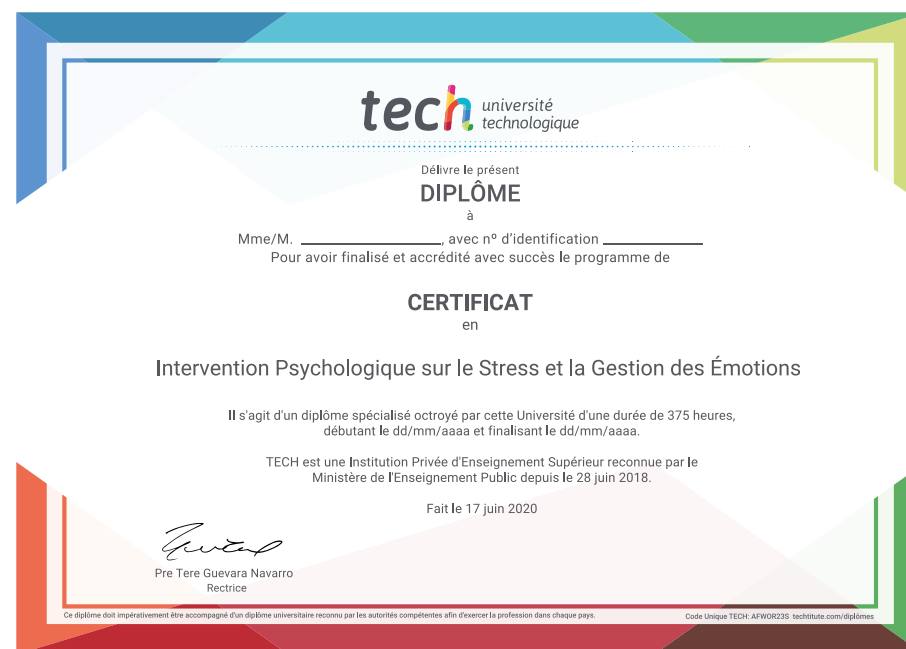 tech université
technologique
Délivre le présent
DIPLÔME
à
Mme/M. ____________________, avec nº d'identification ______________
Pour avoir finalisé et accrédité avec succès le programme de
CERTIFICAT
en
Intervention Psychologique sur le Stress et la Gestion des Émotions
Il s'agit d'un diplôme spécialisé octroyé par cette Université d'une durée de 375 heures,
débutant le dd/mm/aaaa et finalisant le dd/mm/aaaa.
TECH est une Institution Privée d'Enseignement Supérieur reconnue par le
Ministère de l'Enseignement Public depuis le 28 juin 2018.
Fait le 17 juin 2020
Pre Tere Guevara Navarro
Rectrice
Ce diplôme doit impérativement être accompagné d'un diplôme universitaire reconnu par les autorités compétentes afin d'exercer la profession dans chaque pays.
Code Unique TECH: AFWOR23S techtitute.com/diplômes